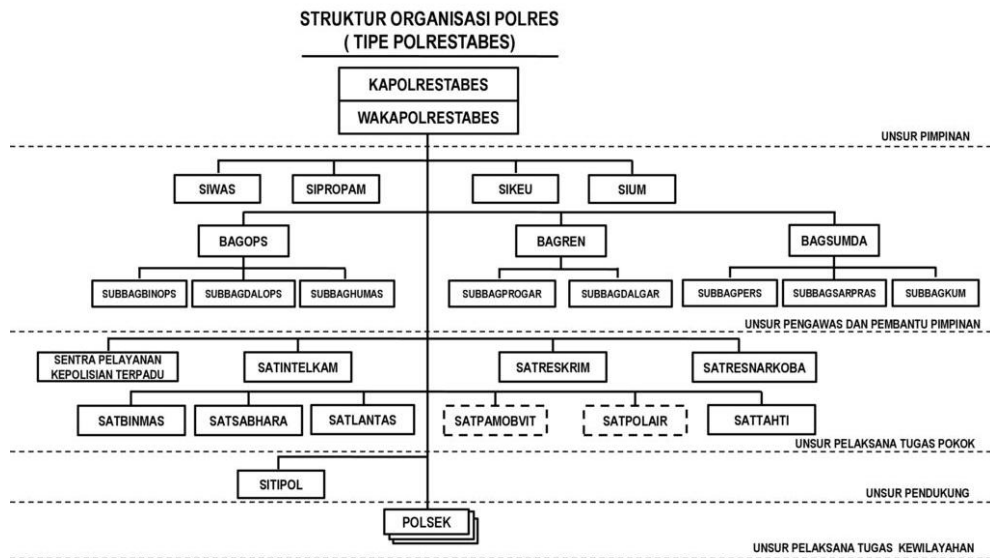 STRUKTUR ORGANISASI POLRES
( TIPE POLRESTABES)
KAPOLRESTABES
WAKAPOLRESTABES
UNSUR PIMPINAN
SIWAS
SIPROPAM
SIKEU
SIUM
BAGOPS
BAGREN
BAGSUMDA
SUBBAGBINOPS
SUBBAGDALOPS
SUBBAGHUMAS
SUBBAGPROGAR
SUBBAGDALGAR
SUBBAGPERS
SUBBAGSARPRAS
SUBBAGKUM
UNSUR PENGAWAS DAN PEMBANTU PIMPINAN
SENTRA PELAYANAN
KEPOLISIAN TERPADU
SATINTELKAM
SATRESKRIM
SATRESNARKOBA
SATBINMAS
SATSABHARA
SATLANTAS
SATPAMOBVIT
SATPOLAIR
SATTAHTI
UNSUR PELAKSANA TUGAS POKOK
SITIPOL
UNSUR PENDUKUNG
POLSEK
UNSUR PELAKSANA TUGAS KEWILAYAHAN